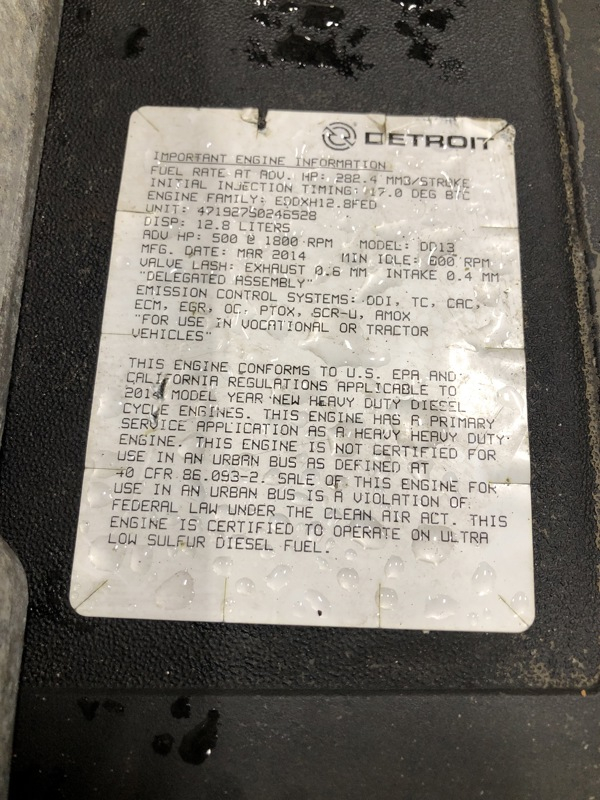 DETROIT
IMPORTANT ENGINE INFORMATION
FUEL RATE AT ADV. HP: 282.4 MM3/STROKE
INITIAL INJECTION TIMING: 17.0 DEG BTC
ENGINE FAMILY: EDDXH12.8FED
UNIT: 47192750246528
DISP: 12.8 LITERS
ADV HP: 500 @ 1800 RPM MODEL: DD13
MFG. DATE: MAR 2014 MIN IDLE: 600 RPM
VALVE LASH: EXHAUST 0.6 MM INTAKE 0.4 MM
"DELEGATED ASSEMBLY"
EMISSION CONTROL SYSTEMS: DDI, TC, CAC,
ECM, EGR, OC, PTOX, SCR-U, AMOX
"FOR USE IN VOCATIONAL OR TRACTOR
VEHICLES"
THIS ENGINE CONFORMS TO U.S. EPA AND
CALIFORNIA REGULATIONS APPLICABLE TO
2014 MODEL YEAR NEW HEAVY DUTY DIESEL
CYCLE ENGINES. THIS ENGINE HAS A PRIMARY
SERVICE APPLICATION AS A HEAVY HEAVY DUTY
ENGINE. THIS ENGINE IS NOT CERTIFIED FOR
USE IN AN URBAN BUS AS DEFINED AT
40 CFR 86.093-2. SALE OF THIS ENGINE FOR
USE IN AN URBAN BUS IS A VIOLATION OF
FEDERAL LAW UNDER THE CLEAN AIR ACT. THIS
ENGINE IS CERTIFIED TO OPERATE ON ULTRA
LOW SULFUR DIESEL FUEL.